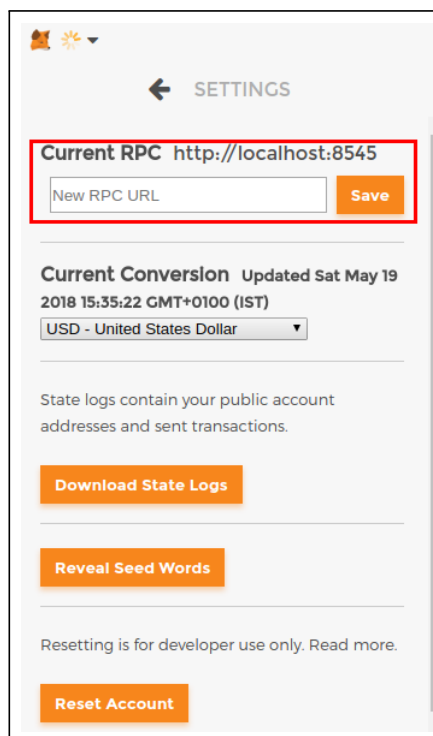 SETTINGS
Current RPC http://localhost:8545
New RPC URL
Save
Current Conversion Updated Sat May 19
2018 15:35:22 GMT+0100 (IST)
USD - United States Dollar
State logs contain your public account
addresses and sent transactions.
Download State Logs
Reveal Seed Words
Resetting is for developer use only. Read more.
Reset Account